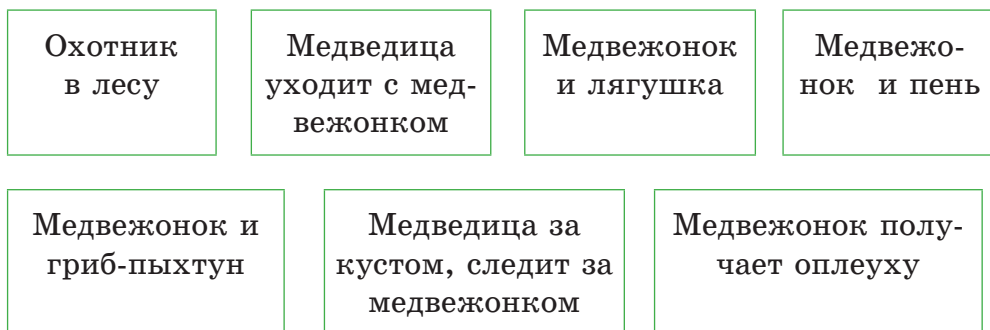 Охотник
в лесу
Медведица
уходит с мед-
вежонком
Медвежонок
и лягушка
Медвежо-
нок и пень
Медвежонок и
гриб-пыхтун
Медведица за
кустом, следит за
медвежонком
Медвежонок полу-
чает оплеуху